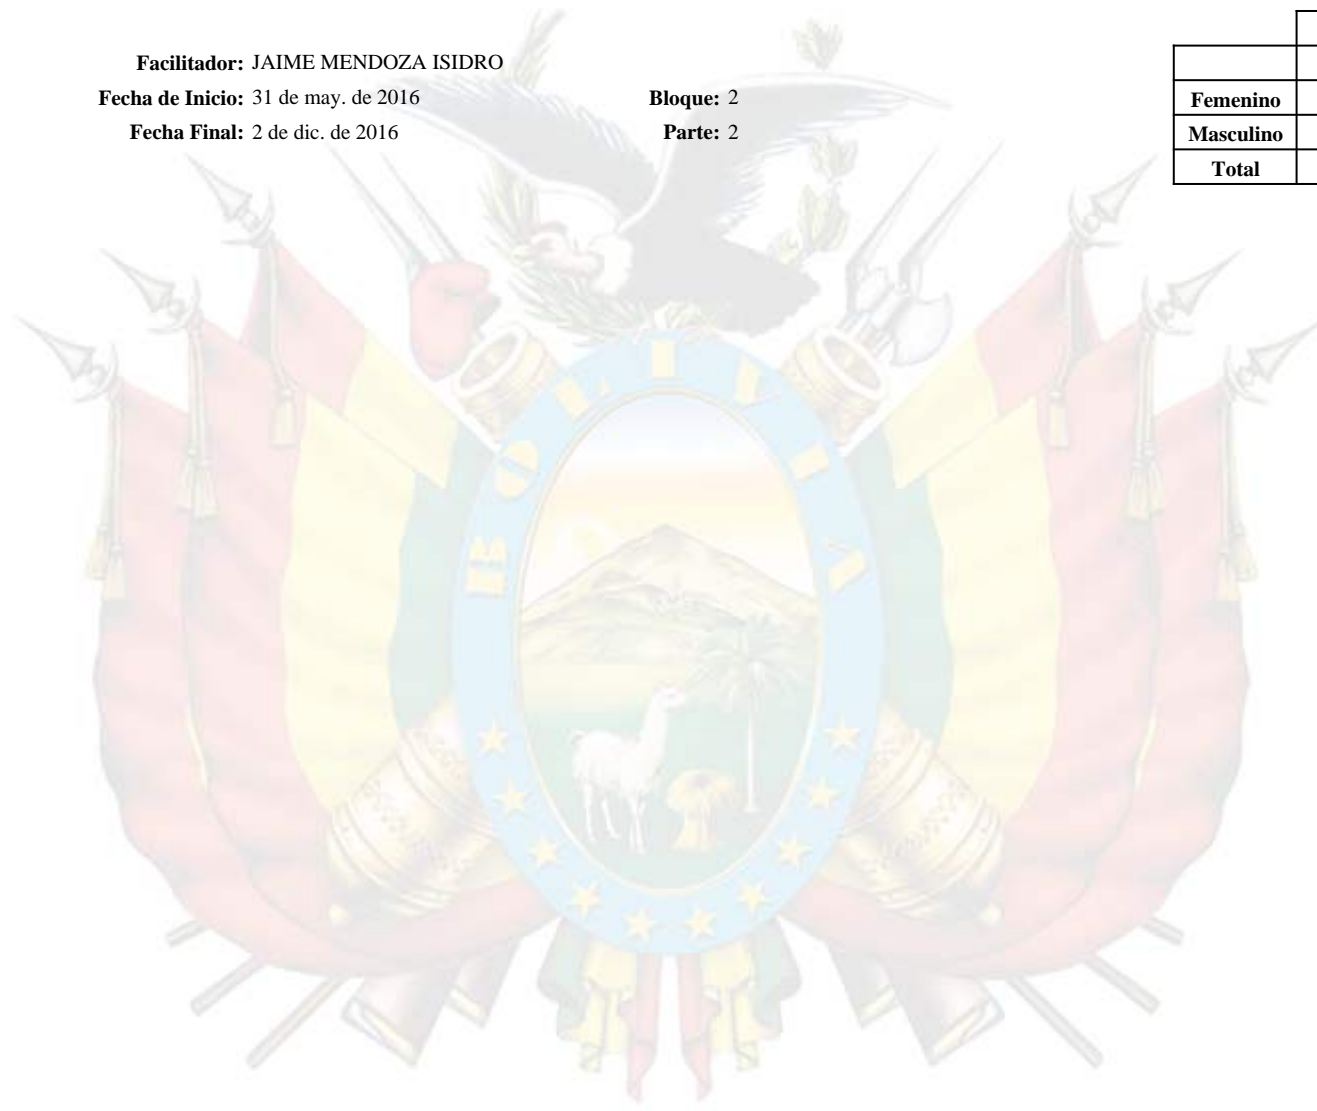 Facilitador: JAIME MENDOZA ISIDRO
Fecha de Inicio: 31 de may. de 2016 Bloque: 2
Fecha Final: 2 de dic. de 2016 Parte: 2
Femenino
Masculino
Total
BOLIVIA